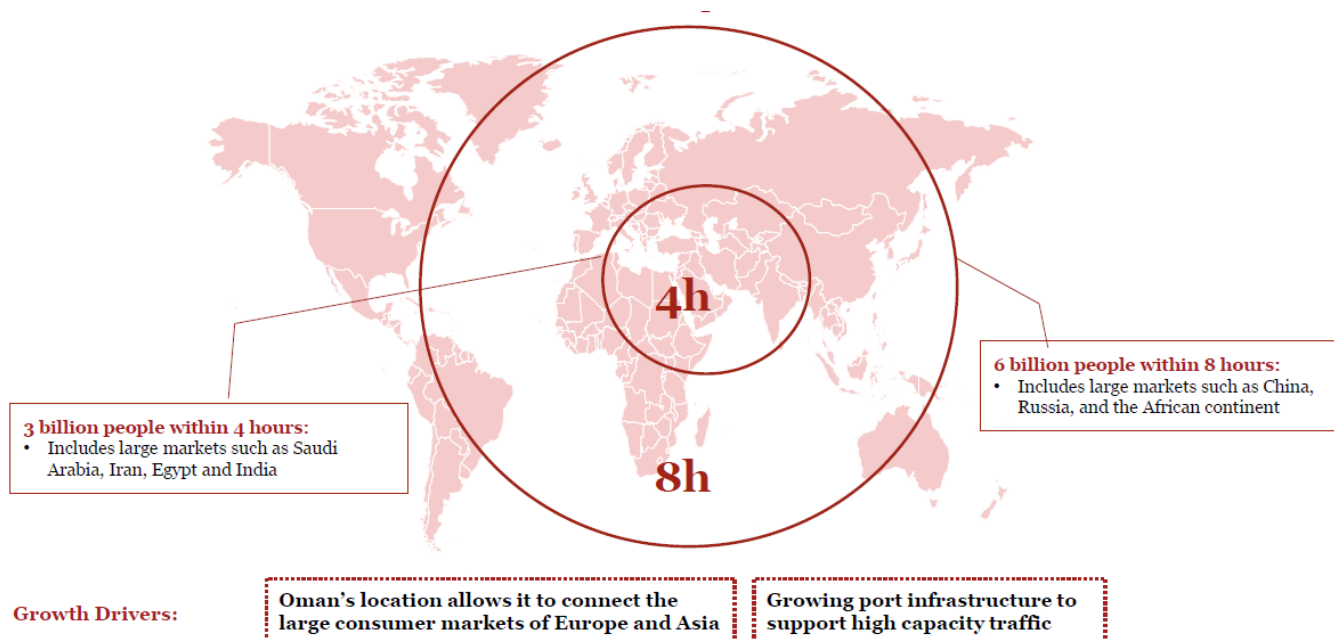 4h
8h
3 billion people within 4 hours:
• Includes large markets such as Saudi
Arabia, Iran, Egypt and India
6 billion people within 8 hours:
• Includes large markets such as China,
Russia, and the African continent
Growth Drivers:
Oman's location allows it to connect the
large consumer markets of Europe and Asia
Growing port infrastructure to
support high capacity traffic